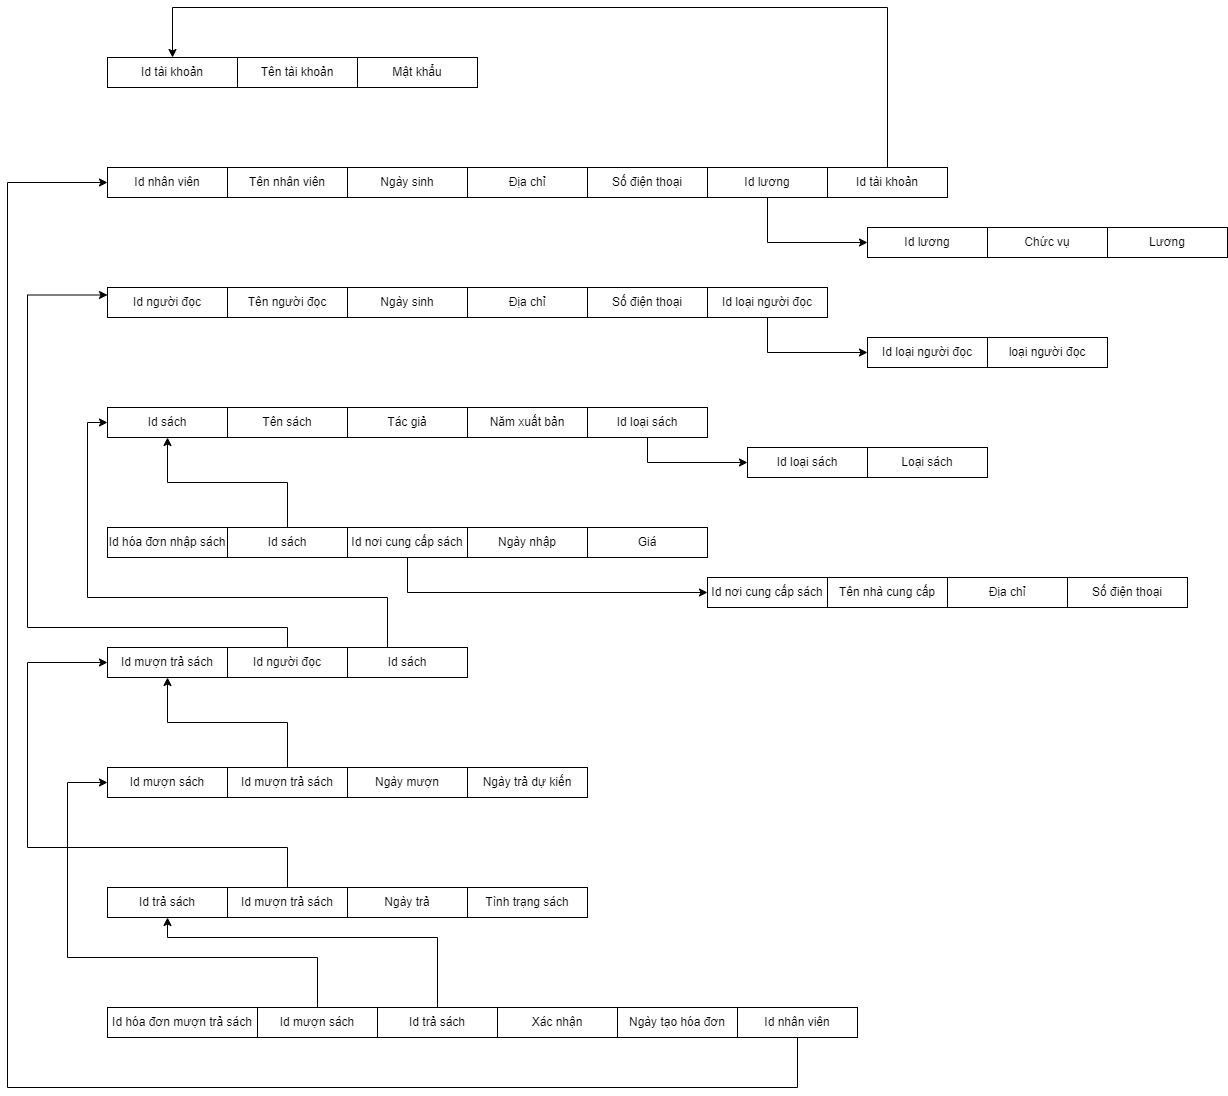 Id tài khoản Tên tài khoản Mật khẩu
Id nhân viên Tên nhân viên Ngày sinh Địa chỉ Số điện thoại Id lương Id tài khoản
Id lương Chức vụ Lương
Id người đọc Tên người đọc Ngày sinh Địa chỉ Số điện thoại Id loại người đọc
Id loại người đọc loại người đọc
Id sách Tên sách Tác giả Năm xuất bản Id loại sách
Id loại sách Loại sách
Id hóa đơn nhập sách Id sách Id nơi cung cấp sách Ngày nhập Giá
Id nơi cung cấp sách Tên nhà cung cấp Địa chỉ Số điện thoại
Id mượn trả sách Id người đọc Id sách
Id mượn sách Id mượn trả sách Ngày mượn Ngày trả dự kiến
Id trả sách Id mượn trả sách Ngày trả Tình trạng sách
Id hóa đơn mượn trả sách Id mượn sách Id trả sách Xác nhận Ngày tạo hóa đơn Id nhân viên